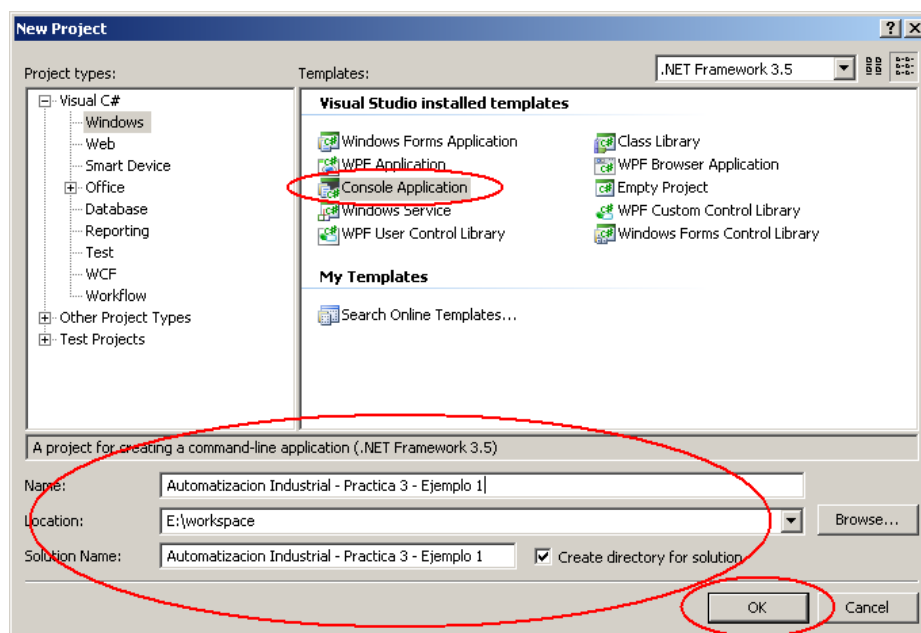 New Project
Project types:
Templates:
.NET Framework 3.5
Visual C#
Windows
Web
Smart Device
Office
Database
Reporting
Test
WCF
Workflow
Other Project Types
Test Projects
Visual Studio installed templates
Windows Forms Application
Class Library
WPF Application
WPF Browser Application
Console Application
Empty Project
Windows Service
WPF Custom Control Library
WPF User Control Library
Windows Forms Control Library
My Templates
Search Online Templates...
A project for creating a command-line application (.NET Framework 3.5)
Name:
Automatizacion Industrial - Practica 3 - Ejemplo 1
Location:
E:\workspace
Browse...
Solution Name:
Automatizacion Industrial - Practica 3 - Ejemplo 1
Create directory for solution
OK
Cancel